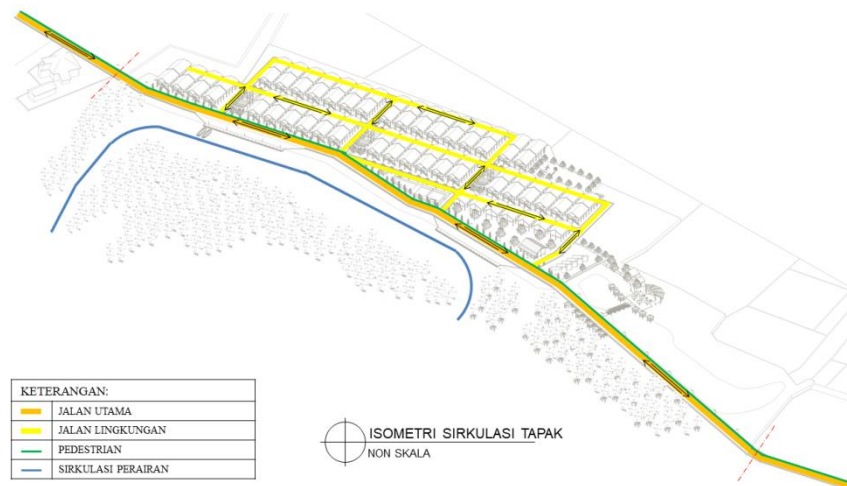 KETERANGAN:
JALAN UTAMA
JALAN LINGKUNGAN
PEDESTRIAN
SIRKULASI PERAIRAN
ISOMETRI SIRKULASI TAPAK
NON SKALA